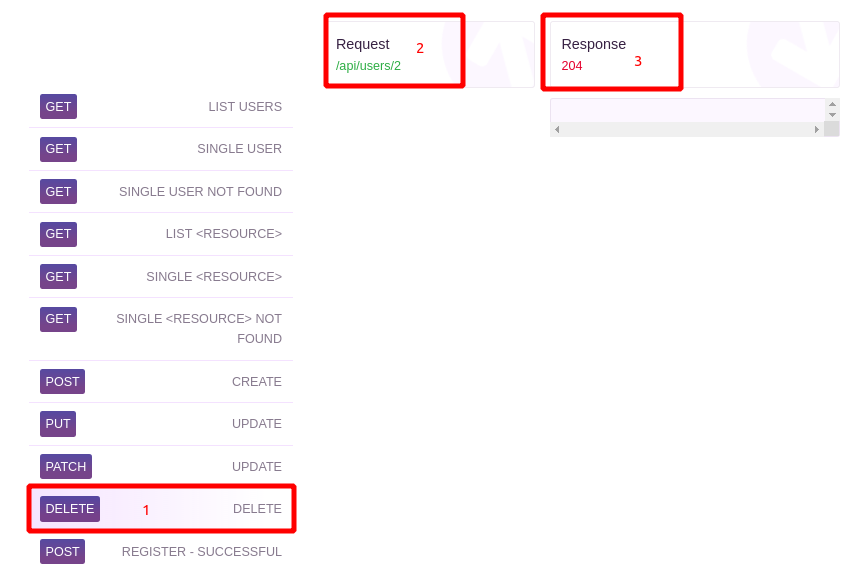 Request 2
/api/users/2
Response
204 3
GET LIST USERS
GET SINGLE USER
GET SINGLE USER NOT FOUND
GET LIST <RESOURCE>
GET SINGLE <RESOURCE>
GET SINGLE <RESOURCE> NOT
FOUND
POST CREATE
PUT UPDATE
PATCH UPDATE
DELETE 1 DELETE
POST REGISTER - SUCCESSFUL